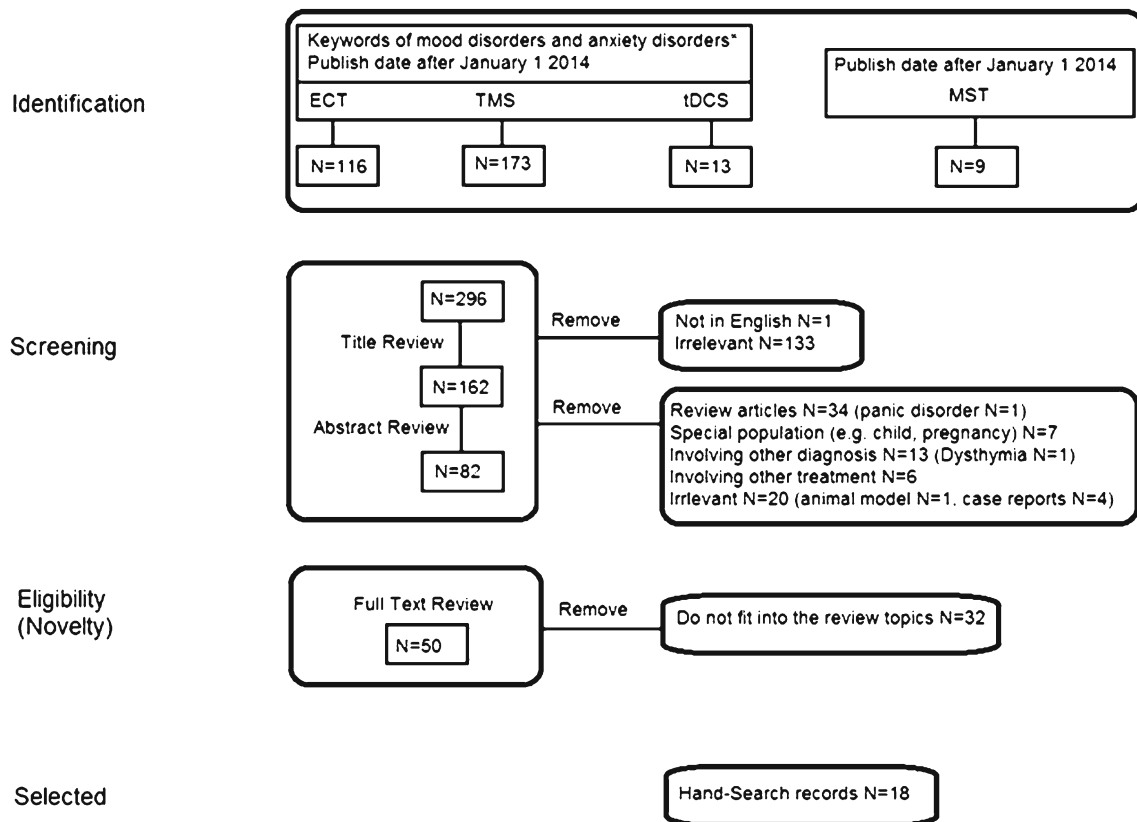 Identification
Keywords of mood disorders and anxiety disorders*
Publish date after January 1 2014
ECT TMS tDCS
N=116 N=173 N=13
Publish date after January 1 2014
MST
N=9
Screening
N=296
Title Review
N=162
Abstract Review
N=82
Remove
Not in English N=1
Irrelevant N=133
Remove
Review articles N=34 (panic disorder N=1)
Special population (e.g. child, pregnancy) N=7
Involving other diagnosis N=13 (Dysthymia N=1)
Involving other treatment N=6
Irrlevant N=20 (animal model N=1, case reports N=4)
Eligibility
(Novelty)
Full Text Review
N=50
Remove
Do not fit into the review topics N=32
Selected
Hand-Search records N=18